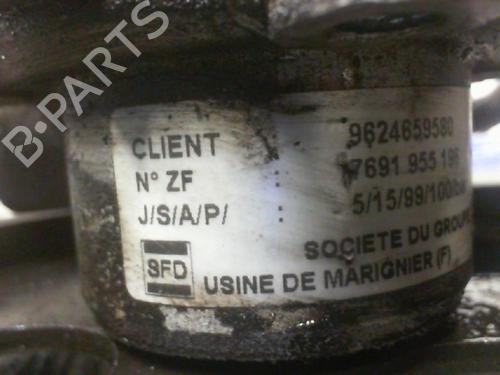 B-PARTS
CLIENT : 9624659580
N° ZF : 7691 955 196
J/S/A/P/ : 5/15/99/100/
SOCIETE DU GROUPE
SFD USINE DE MARIGNIER (F)